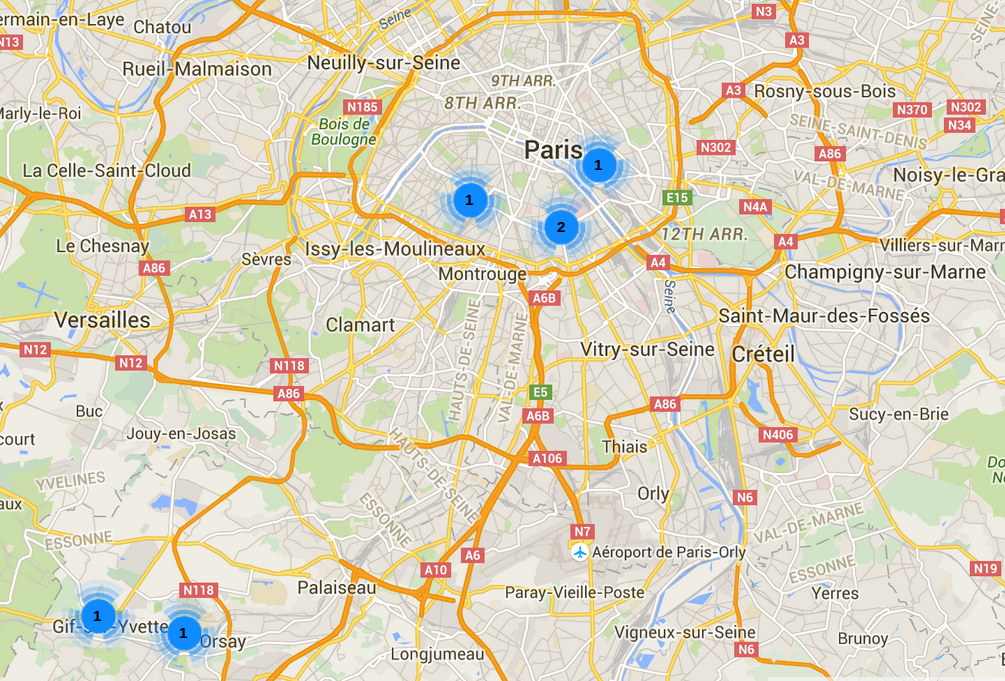 ermain-en-Laye
Chatou
Seine
N3
N13
A3
Neuilly-sur-Seine
Rueil-Malmaison
9TH ARR.
8TH ARR.
A3
Rosny-sous-Bois
N185
N370
N302
N34
Marly-le-Roi
Bois de
Boulogne
SEINE-SAINT-DENIS
N302
A86
Paris
1
La Celle-Saint-Cloud
Noisy-le-Gra
VAL-DE-MARNE
1
E15
N4A
A13
2
12TH ARR.
Le Chesnay
Issy-les-Moulineaux
A4
Villiers-sur-Marn
Sèvres
A86
A4
Montrouge
Champigny-sur-Marne
Seine
A6B
Versailles
Clamart
Saint-Maur-des-Fossés
N12
N12
Vitry-sur-Seine
Créteil
HAUTS-DE-SEINE
VAL-DE-MARNE
N118
A86
E5
A86
Buc
A6B
Sucy-en-Brie
court
Jouy-en-Josas
N406
HAUTS-DE-SEINE
Thiais
A106
YVELINES
ESSONNE
Orly
N6
aux
VAL-DE-MARNE
ESSONNE
N7
A6
Aéroport de Paris-Orly
A10
ESSONNE
N19
Palaiseau
N118
Paray-Vieille-Poste
Yerres
1
Gif-s
Yvette
1
Orsay
Vigneux-sur-Seine
Brunoy
Longjumeau
N6